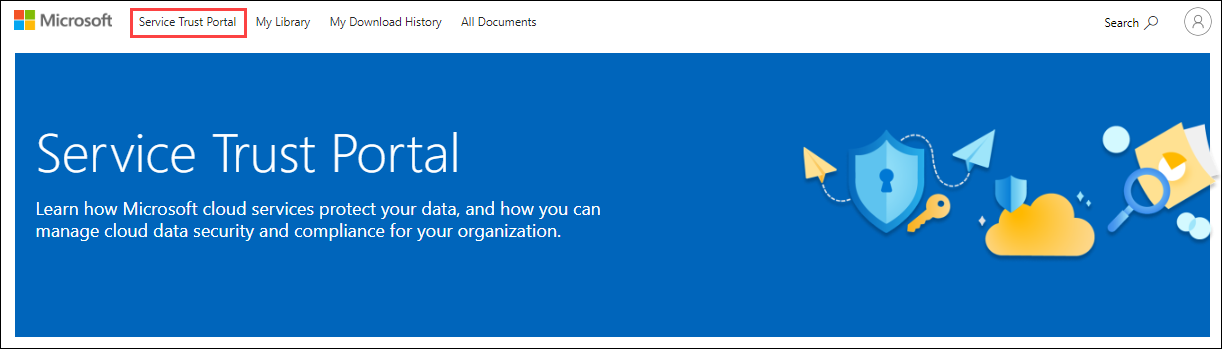 Microsoft Service Trust Portal My Library My Download History All Documents Search
Service Trust Portal
Learn how Microsoft cloud services protect your data, and how you can
manage cloud data security and compliance for your organization.